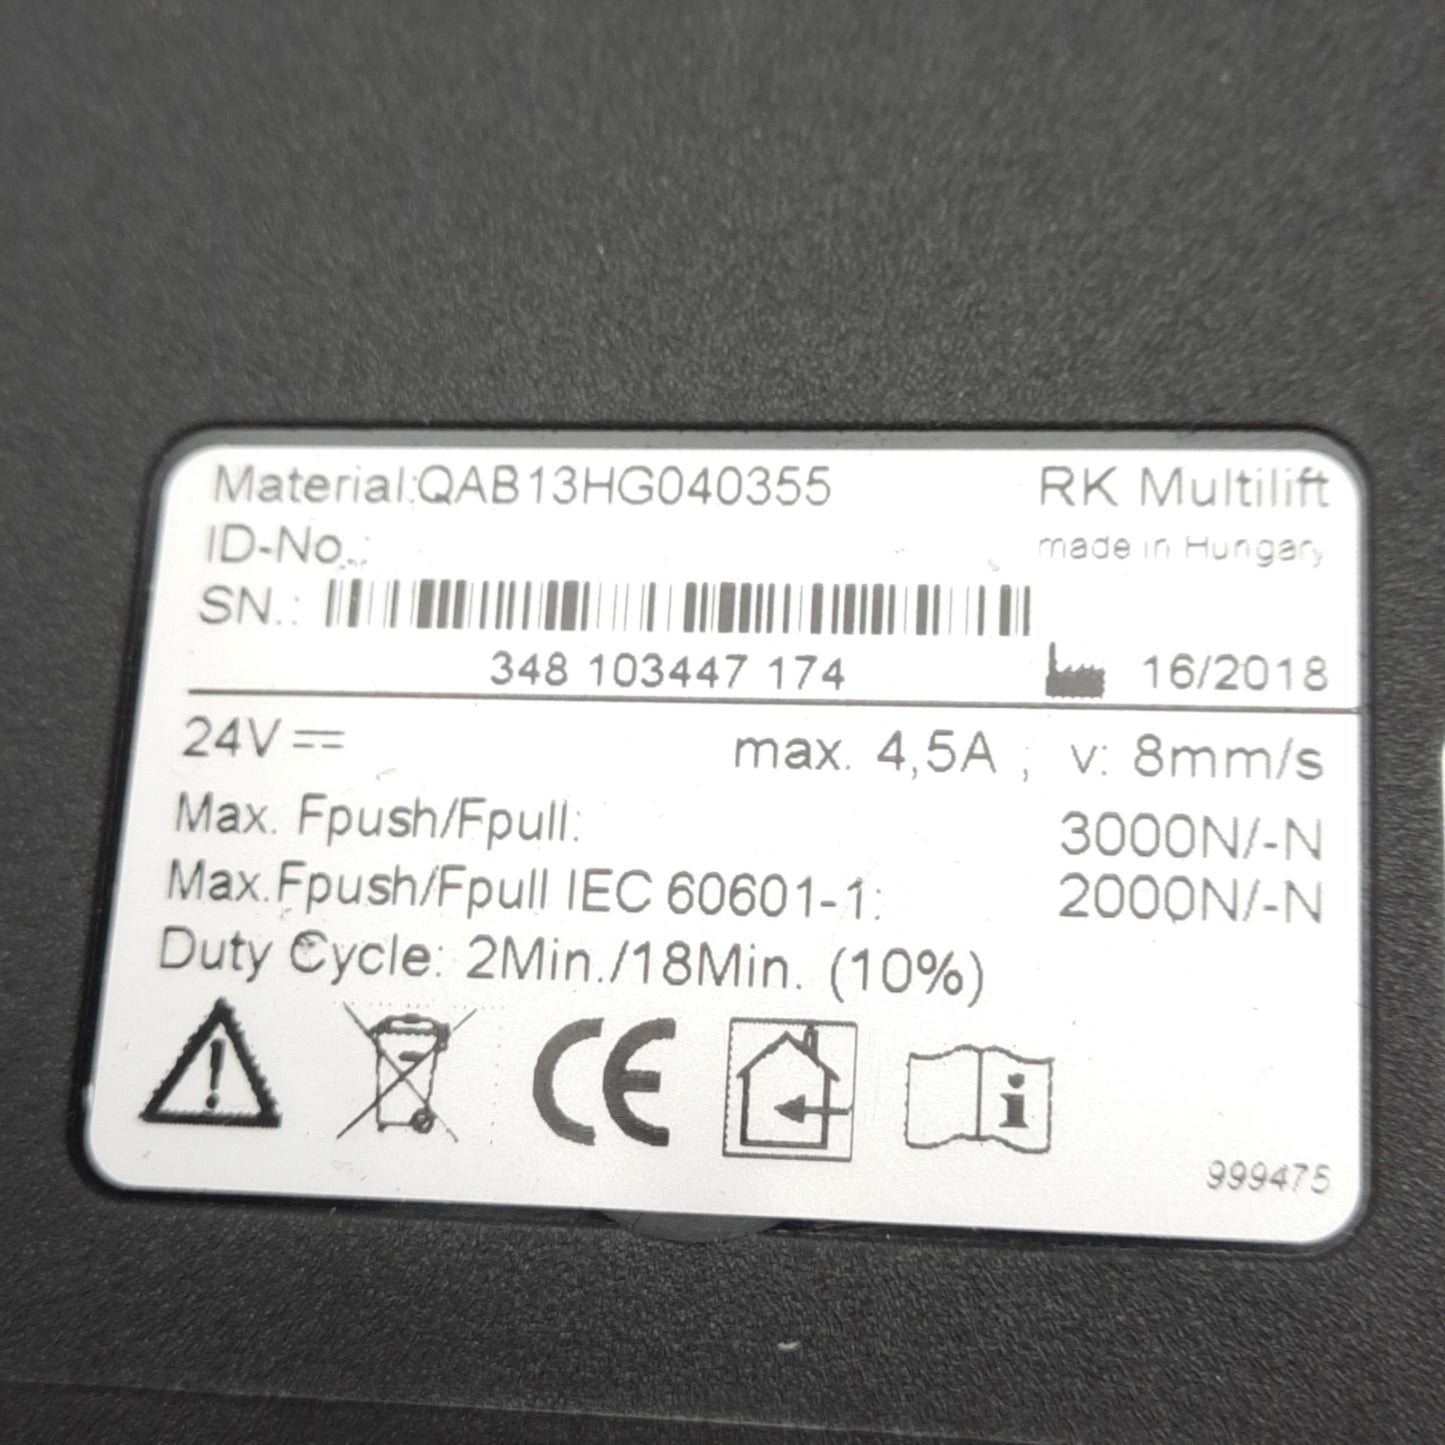 Material:QAB13HG040355 RK Multilift
ID-No.: made in Hungary
SN.:
348 103447 174 16/2018
24V max. 4,5A ; v: 8mm/s
Max. Fpush/Fpull: 3000N/-N
Max.Fpush/Fpull IEC 60601-1: 2000N/-N
Duty Cycle: 2Min./18Min. (10%)
CE i
999475